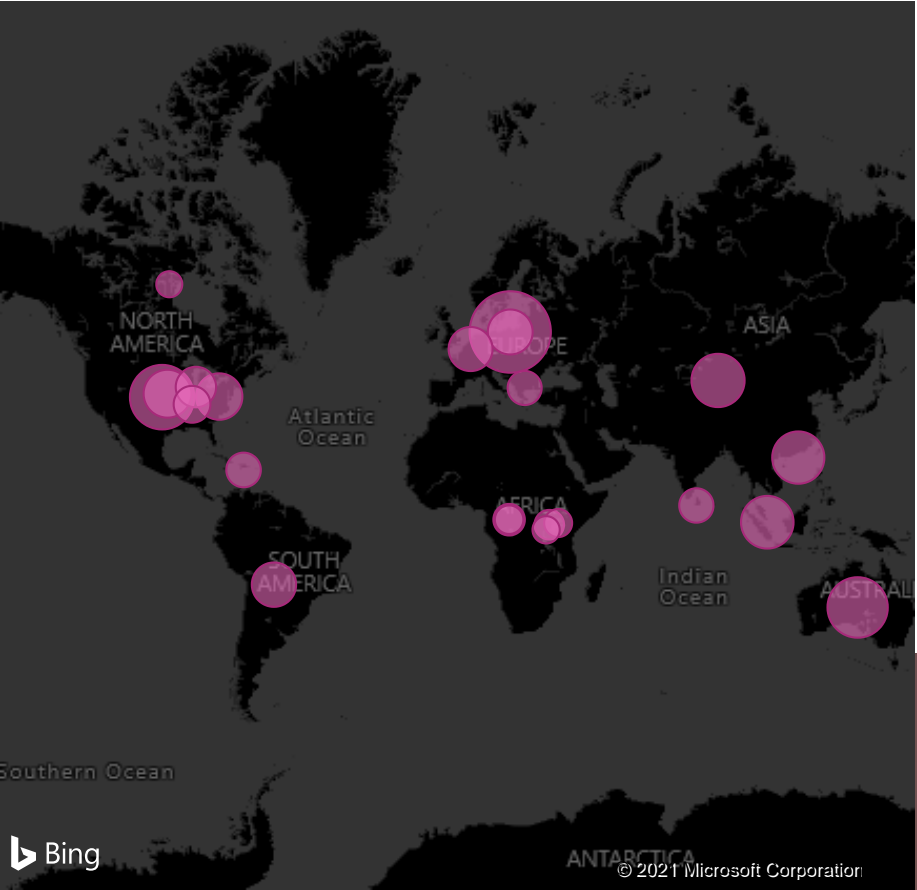 NORTH
AMERICA
ASIA
EUROPE
Atlantic
Ocean
AFRICA
SOUTH
AMERICA
Indian
Ocean
AUSTRALI
Southern Ocean
Bing
ANTARCTICA
© 2021 Microsoft Corporation